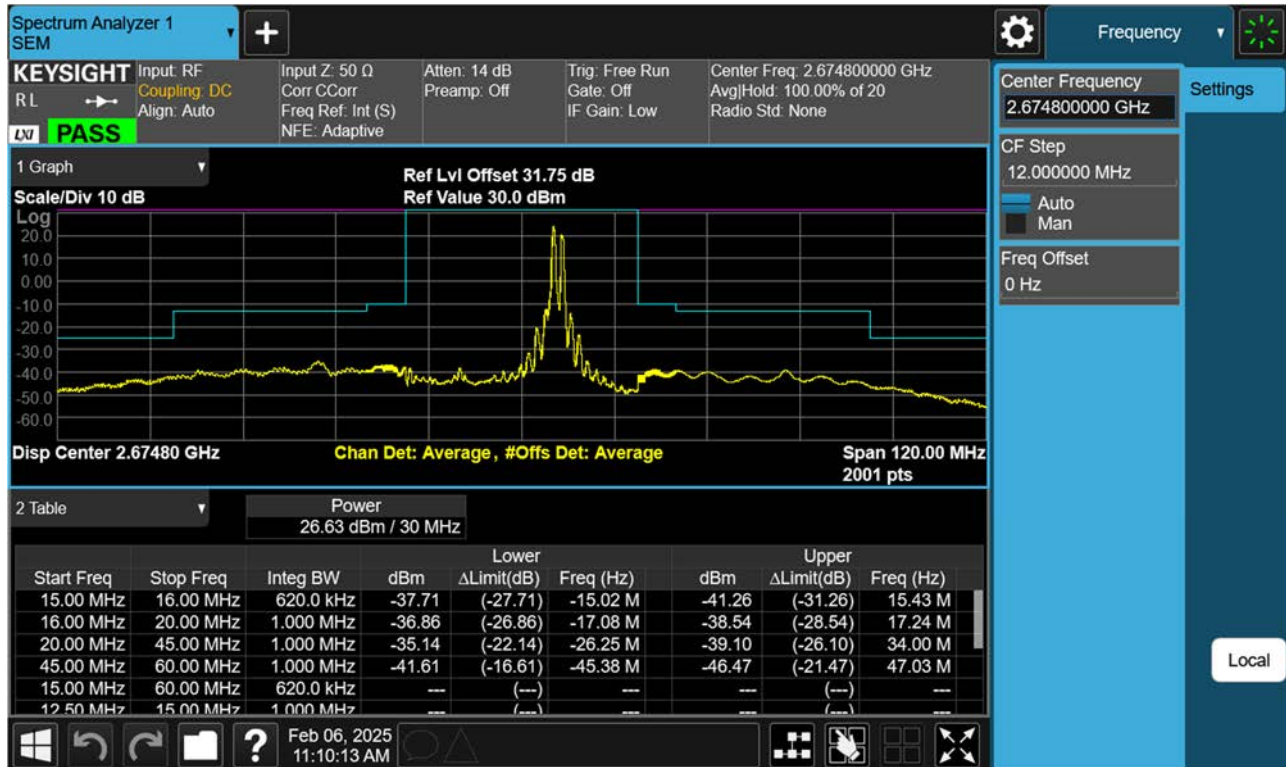 Spectrum Analyzer 1
SEM
Frequency
KEYSIGHT
R L
LXI
PASS
Input: RF
Coupling: DC
Align: Auto
Input Z: 50 Ω
Corr CCorr
Freq Ref: Int (S)
NFE: Adaptive
Atten: 14 dB
Preamp: Off
Trig: Free Run
Gate: Off
IF Gain: Low
Center Freq: 2.674800000 GHz
Avg|Hold: 100.00% of 20
Radio Std: None
Center Frequency
2.674800000 GHz
Settings
CF Step
12.000000 MHz
Auto
Man
Freq Offset
0 Hz
Local
1 Graph
Scale/Div 10 dB
Ref Lvl Offset 31.75 dB
Ref Value 30.0 dBm
Log
20.0
10.0
0.00
-10.0
-20.0
-30.0
-40.0
-50.0
-60.0
Disp Center 2.67480 GHz
Chan Det: Average , #Offs Det: Average
Span 120.00 MHz
2001 pts
2 Table
Power
26.63 dBm / 30 MHz
Lower Upper
Start Freq Stop Freq Integ BW dBm ΔLimit(dB) Freq (Hz) dBm ΔLimit(dB) Freq (Hz)
15.00 MHz 16.00 MHz 620.0 kHz -37.71 (-27.71) -15.02 M -41.26 (-31.26) 15.43 M
16.00 MHz 20.00 MHz 1.000 MHz -36.86 (-26.86) -17.08 M -38.54 (-28.54) 17.24 M
20.00 MHz 45.00 MHz 1.000 MHz -35.14 (-22.14) -26.25 M -39.10 (-26.10) 34.00 M
45.00 MHz 60.00 MHz 1.000 MHz -41.61 (-16.61) -45.38 M -46.47 (-21.47) 47.03 M
15.00 MHz 60.00 MHz 620.0 kHz --- (---) --- --- (---) ---
12.50 MHz 15.00 MHz 1.000 MHz --- (---) --- --- (---) ---
?
Feb 06, 2025
11:10:13 AM